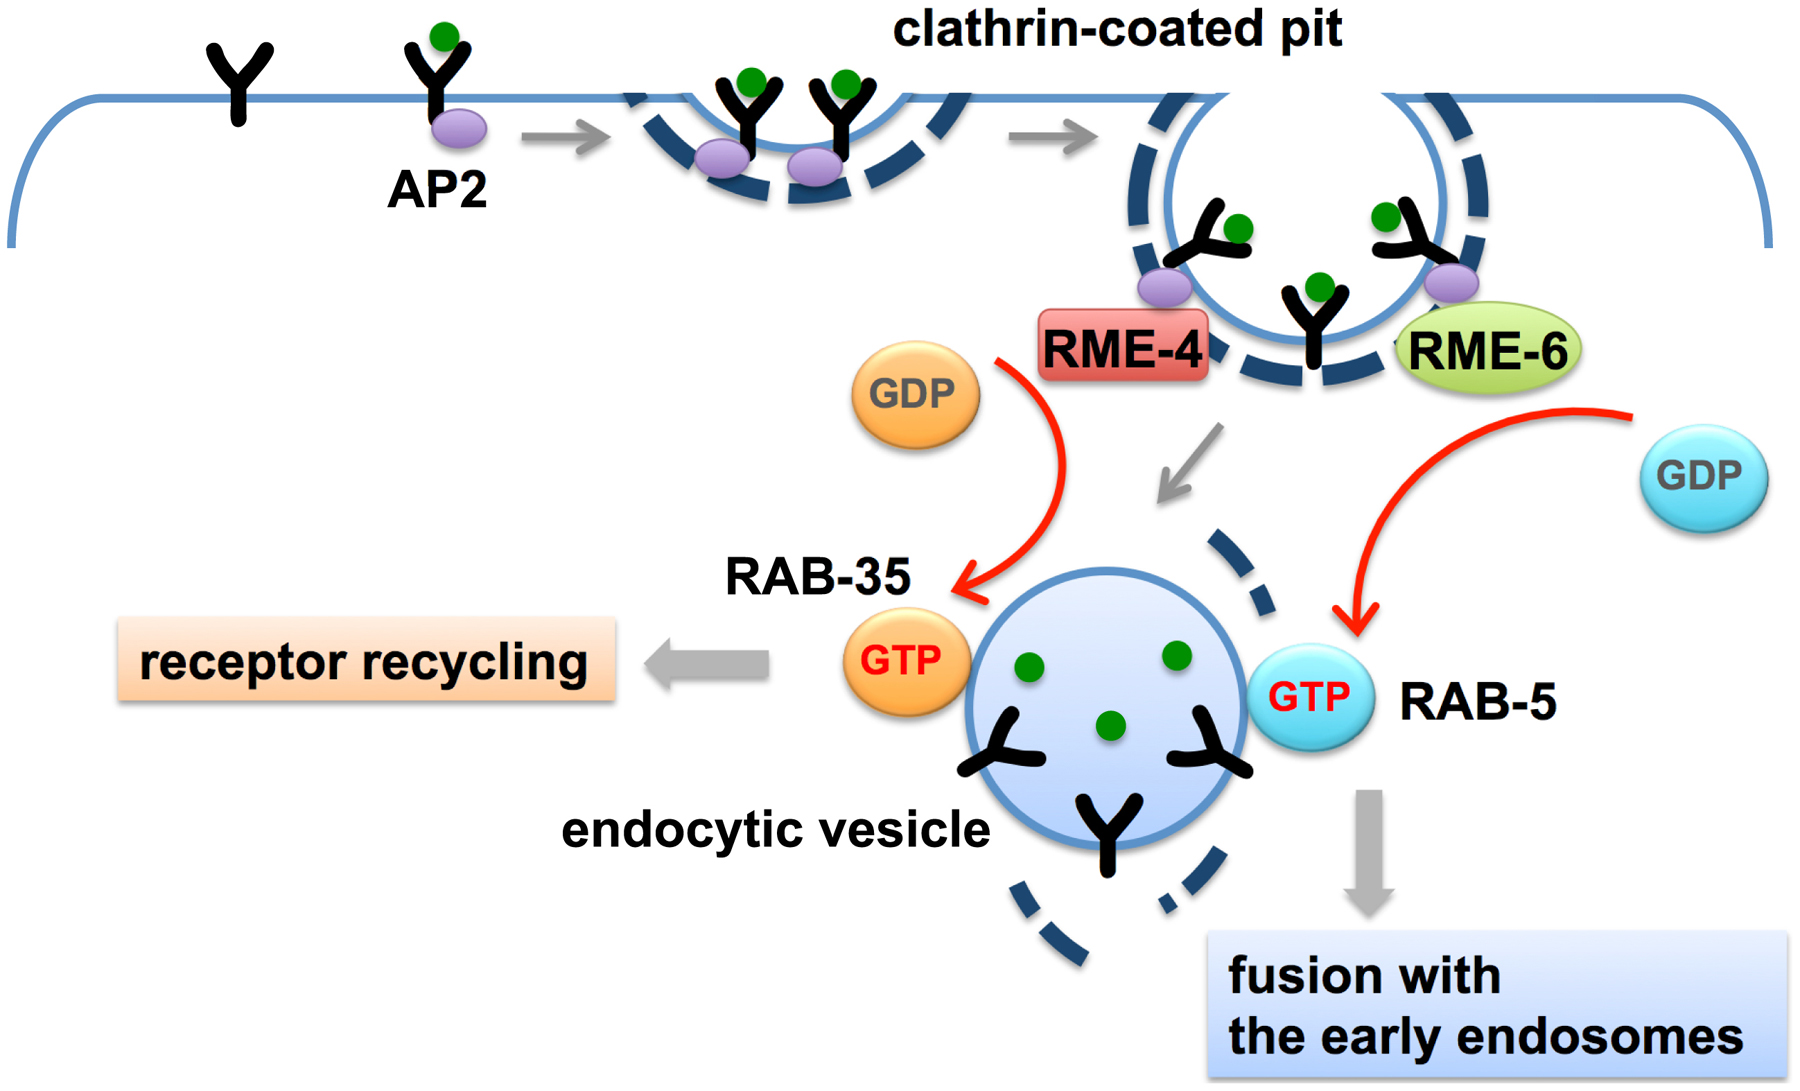 clathrin-coated pit
AP2
RME-4
RME-6
GDP
GDP
RAB-35
GTP
GTP
RAB-5
receptor recycling
endocytic vesicle
fusion with
the early endosomes